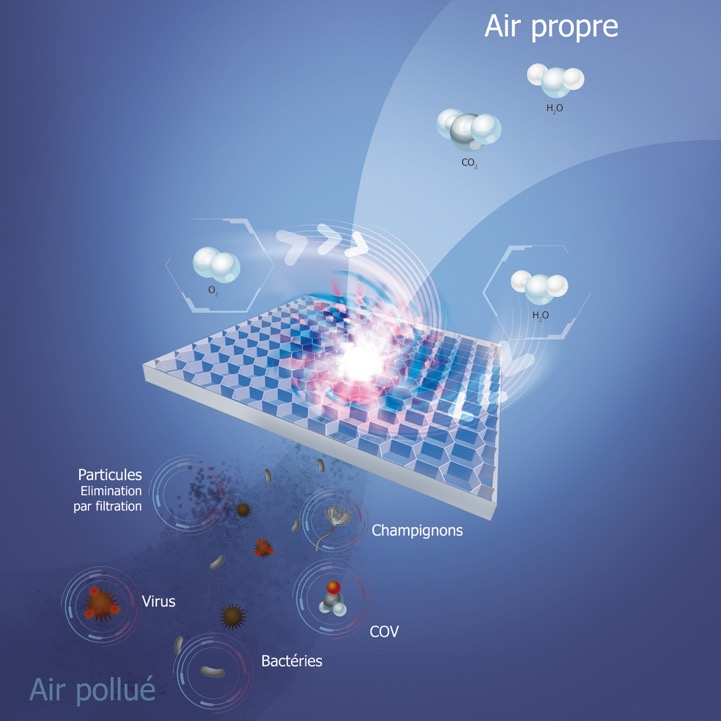 Air propre
H₂O
CO₂
O₂
H₂O
Particules
Elimination
par filtration
Champignons
Virus
COV
Bactéries
Air pollué